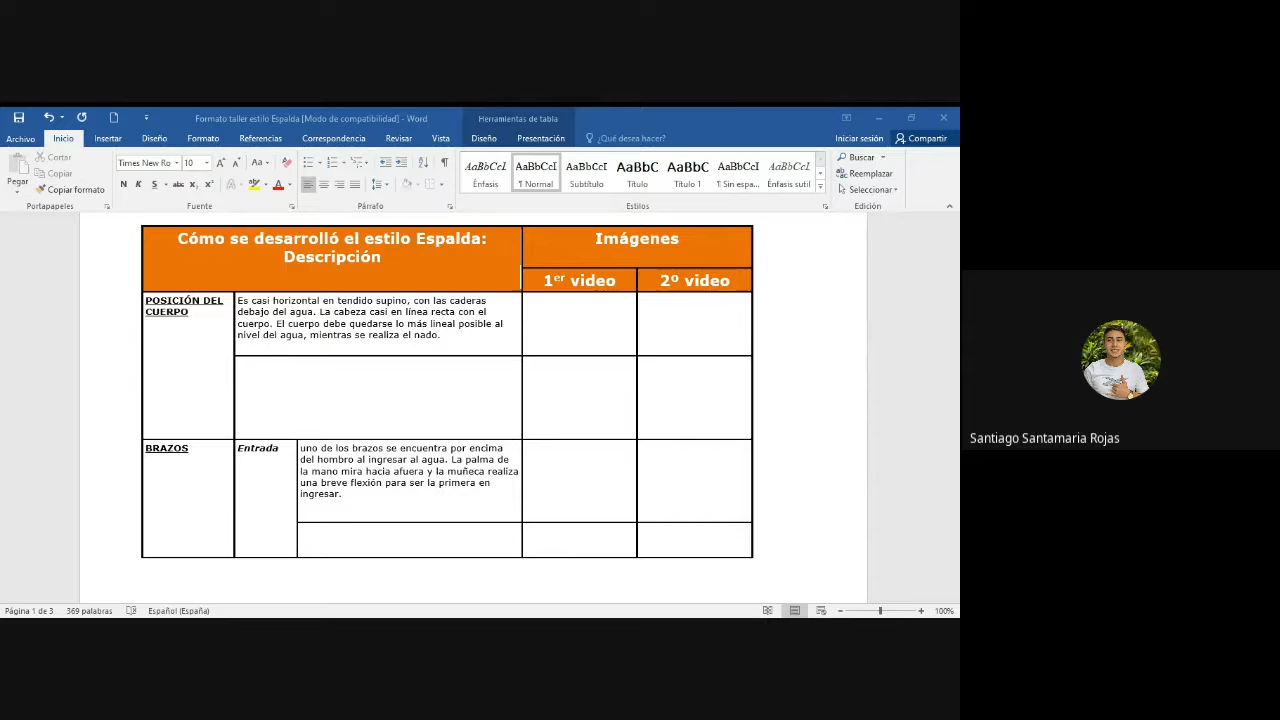 Formato taller estilo Espalda [Modo de compatibilidad] - Word
Herramientas de tabla
Archivo Inicio Insertar Diseño Formato Referencias Correspondencia Revisar Vista Diseño Presentación ¿Qué desea hacer? Iniciar sesión Compartir
Pegar
Cortar
Copiar
Copiar formato
Portapapeles
Times New Ro 10
Aa
N K S abc x₂ x² A
Fuente
Párrafo
AaBbCcI AaBbCcI AaBbCcI AaBbC AaBbC AaBbCcI AaBbCcI
Énfasis ¶ Normal Subtítulo Título Título 1 ¶ Sin espa... Énfasis sutil
Estilos
Buscar
Reemplazar
Seleccionar
Edición
Cómo se desarrolló el estilo Espalda:
Descripción
Imágenes
1er video 2º video
POSICIÓN DEL
CUERPO
Es casi horizontal en tendido supino, con las caderas
debajo del agua. La cabeza casi en línea recta con el
cuerpo. El cuerpo debe quedarse lo más lineal posible al
nivel del agua, mientras se realiza el nado.
BRAZOS
Entrada
uno de los brazos se encuentra por encima
del hombro al ingresar al agua. La palma de
la mano mira hacia afuera y la muñeca realiza
una breve flexión para ser la primera en
ingresar.
Página 1 de 3 369 palabras Español (España) 100%
Santiago Santamaria Rojas